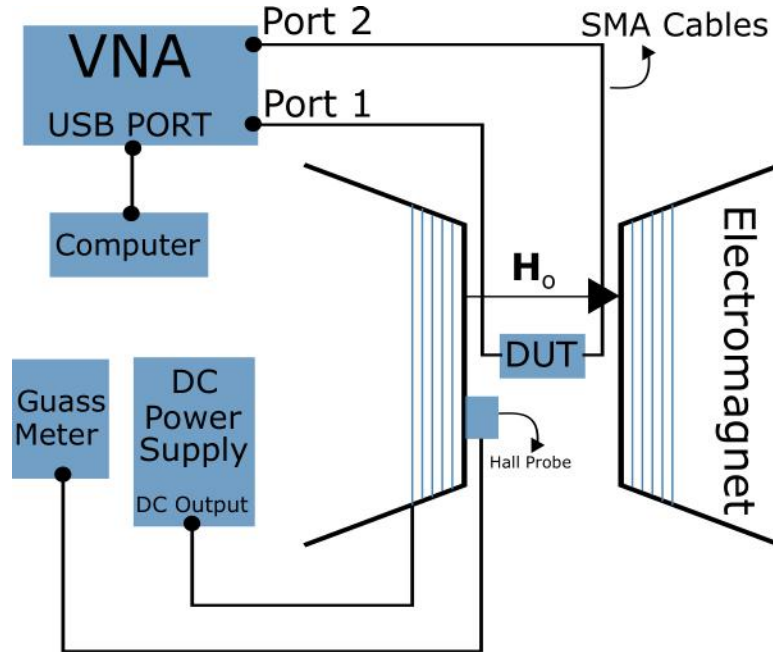 Port 2
SMA Cables
VNA
Port 1
USB PORT
Computer
Electromagnet
Ho
DUT
DC
Power
Supply
DC Output
Guass
Meter
Hall Probe